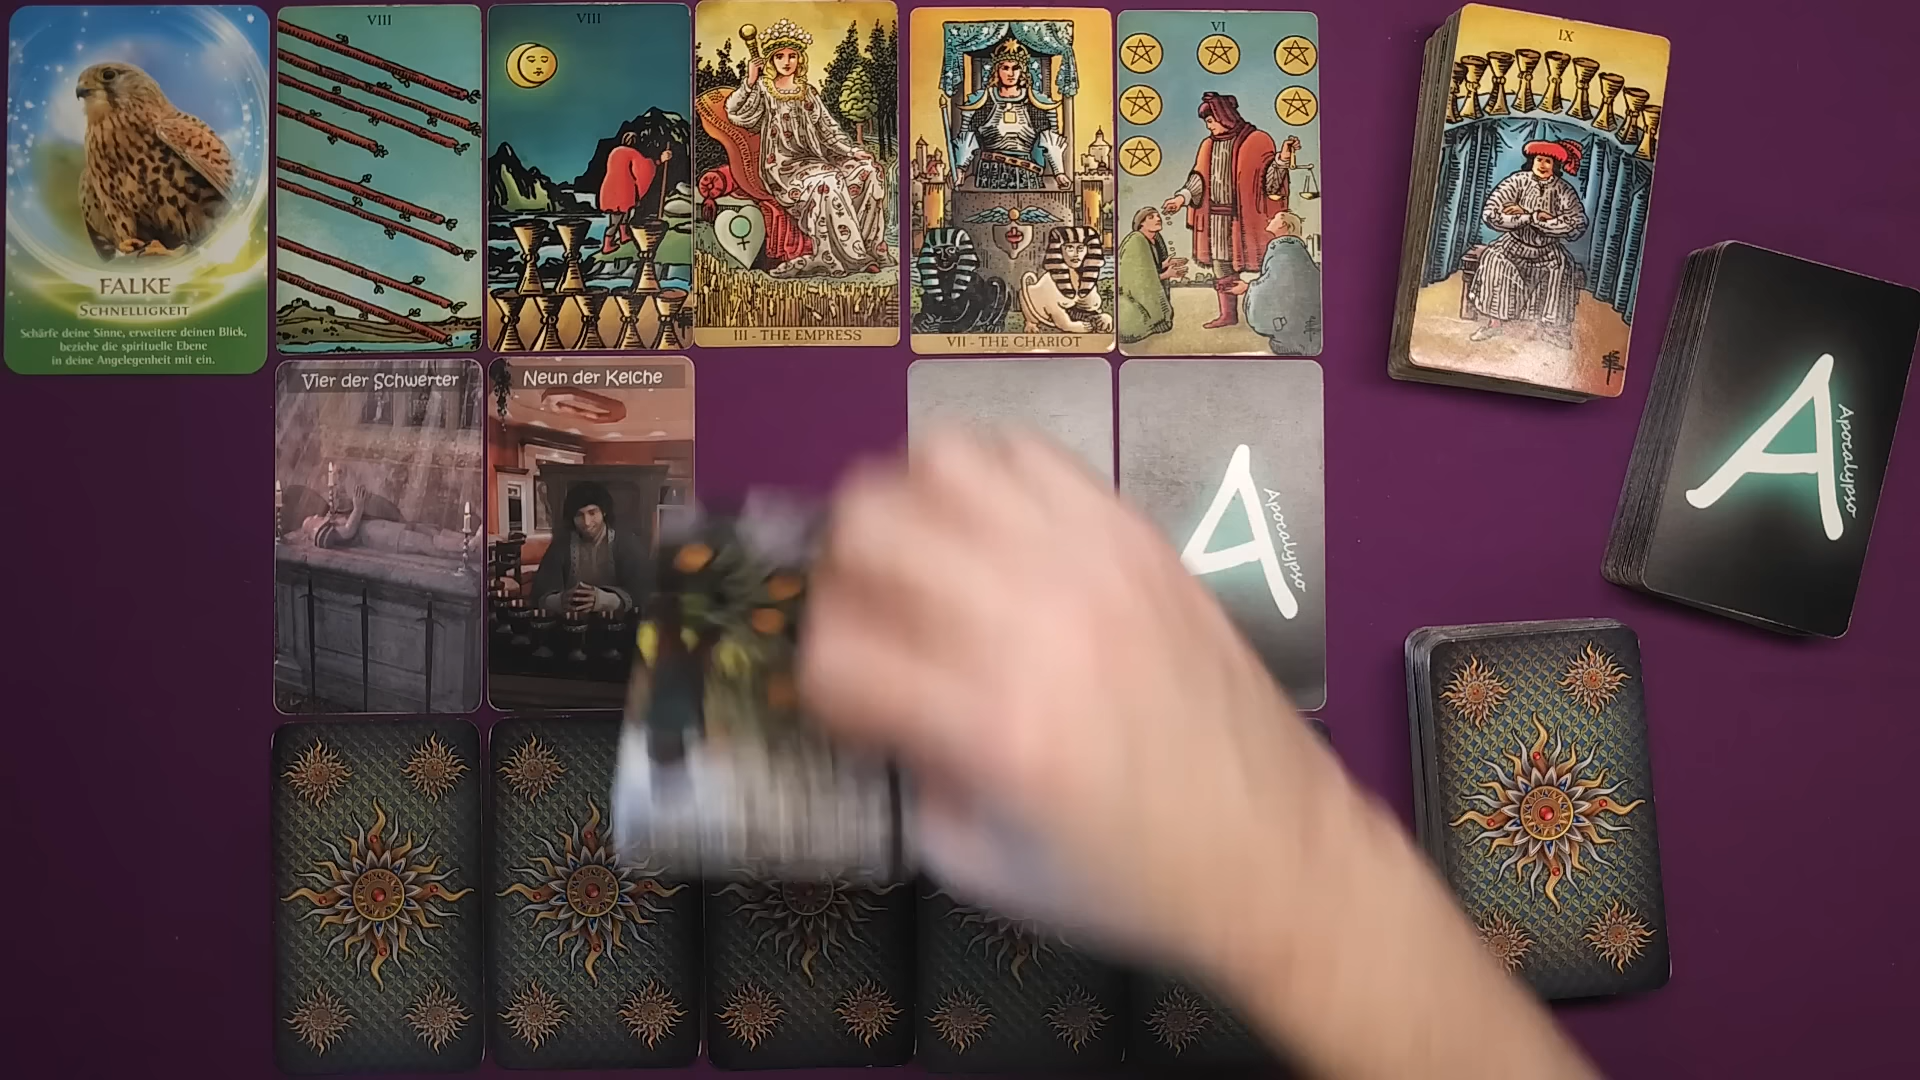 FALKE
SCHNELLIGKEIT
Schärfe deine Sinne, erweitere deinen Blick,
beziehe die spirituelle Ebene
in deine Angelegenheit mit ein.
VIII
VIII
III - THE EMPRESS
VII - THE CHARIOT
VI
IX
Vier der Schwerter
Neun der Kelche
A
Apocalypso
A
Apocalypso